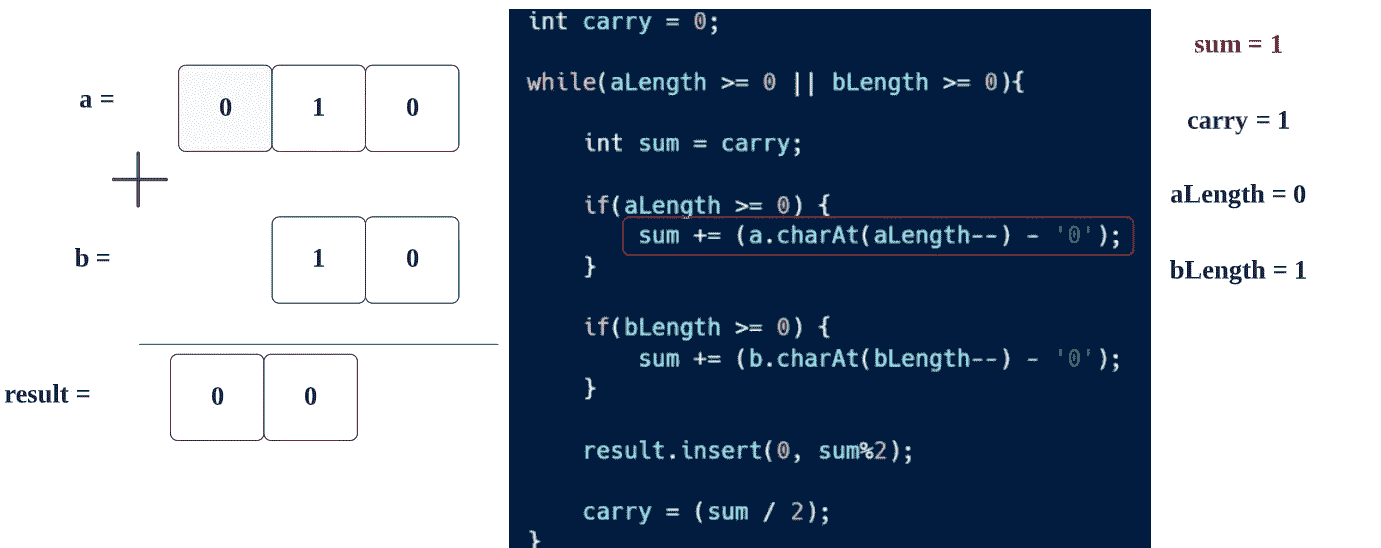 a =
0 1 0
b =
1 0
result =
0 0
int carry = 0;
while(aLength >= 0 || bLength >= 0){
int sum = carry;
if(aLength >= 0) {
sum += (a.charAt(aLength--) - '0');
}
if(bLength >= 0) {
sum += (b.charAt(bLength--) - '0');
}
result.insert(0, sum%2);
carry = (sum / 2);
}
sum = 1
carry = 1
aLength = 0
bLength = 1